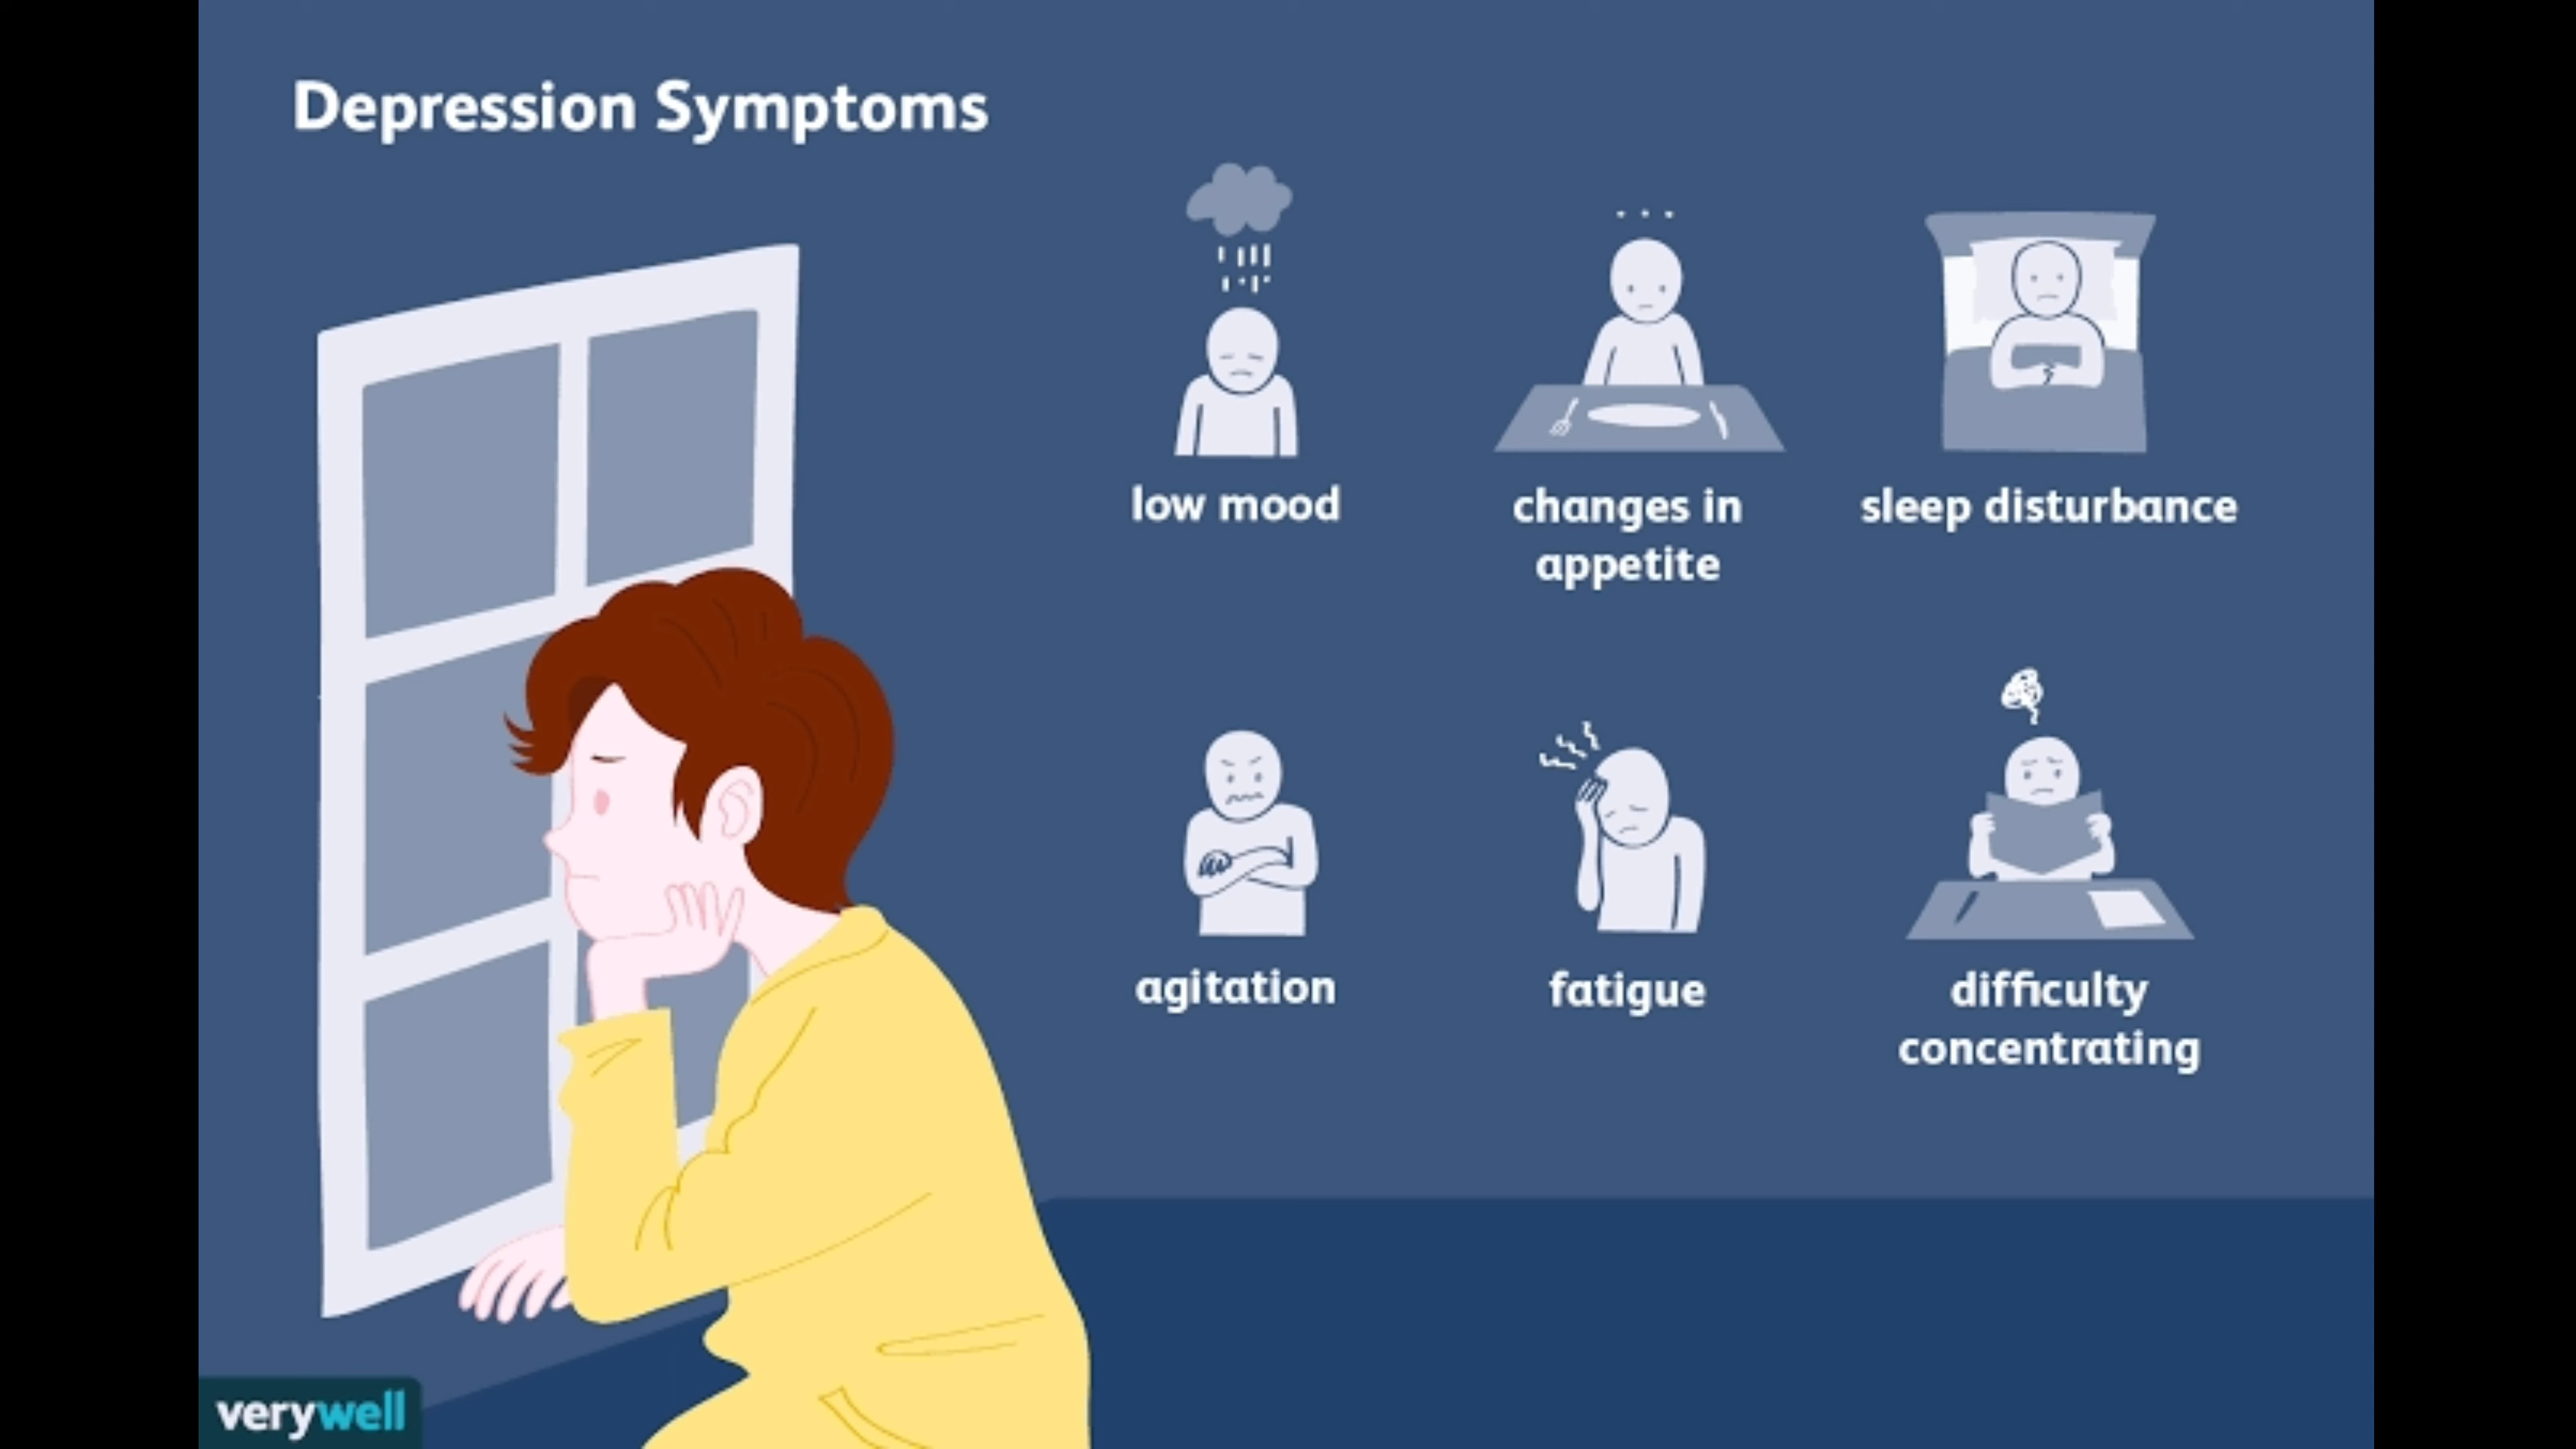 Depression Symptoms
low mood
changes in
appetite
sleep disturbance
agitation
fatigue
difficulty
concentrating
verywell